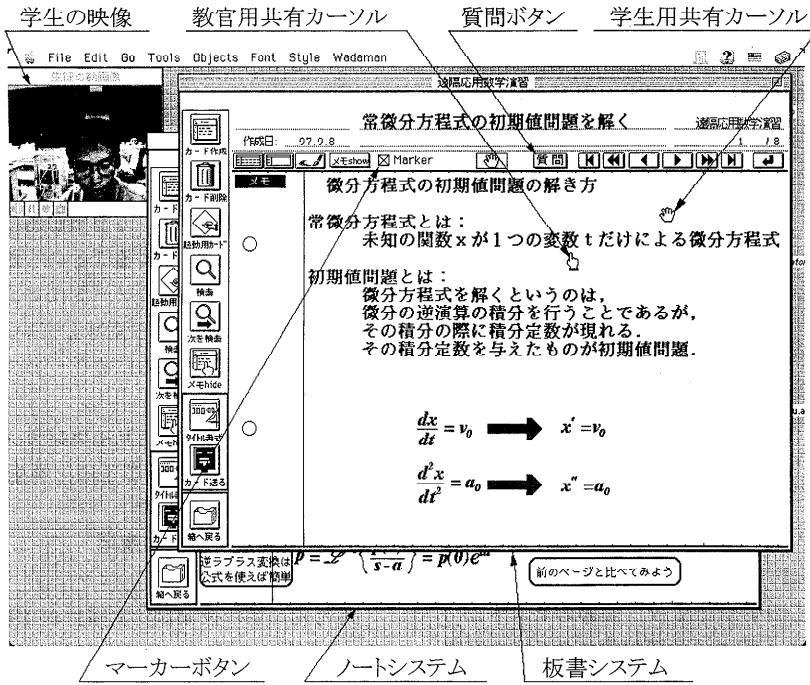 学生の映像
教官用共有カーソル
質問ボタン
学生用共有カーソル
File Edit Go Tools Objects Font Style Wadaman
生徒の動画像
遠隔応用数学演習
常微分方程式の初期値問題を解く
遠隔応用数学演習
作成日: 97.9.8
1 / 8
メモshow
Marker
質問
メモ
カード作成
カード削除
起動用カード
検索
次を検索
メモhide
タイトル書式
カード送る
箱へ戻る
微分方程式の初期値問題の解き方
常微分方程式とは：
未知の関数xが1つの変数tだけによる微分方程式
初期値問題とは：
微分方程式を解くというのは，
微分の逆演算の積分を行うことであるが，
その積分の際に積分定数が現れる．
その積分定数を与えたものが初期値問題．
dx/dt = v₀ x′ = v₀
d²x/dt² = a₀ x″ = a₀
箱へ戻る
逆ラプラス変換は
公式を使えば簡単
前のページと比べてみよう
マーカーボタン
ノートシステム
板書システム